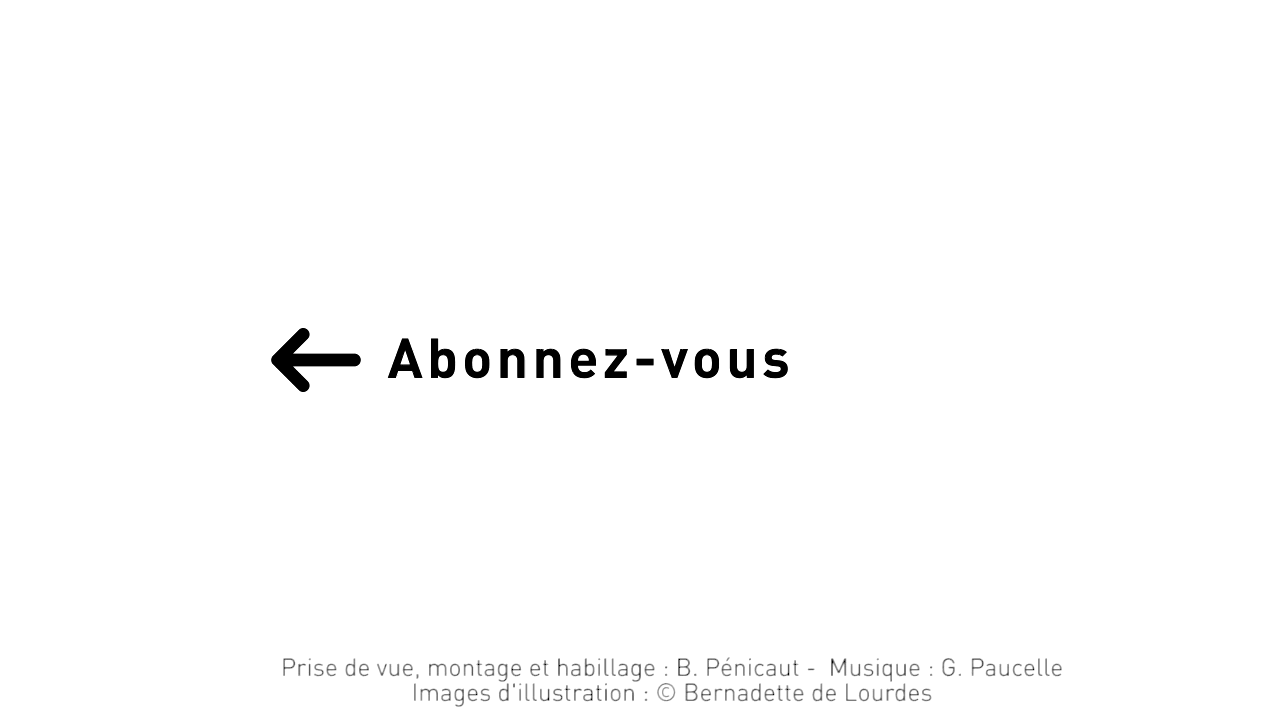 Abonnez-vous
Prise de vue, montage et habillage : B. Pénicaut - Musique : G. Paucelle
Images d'illustration : © Bernadette de Lourdes